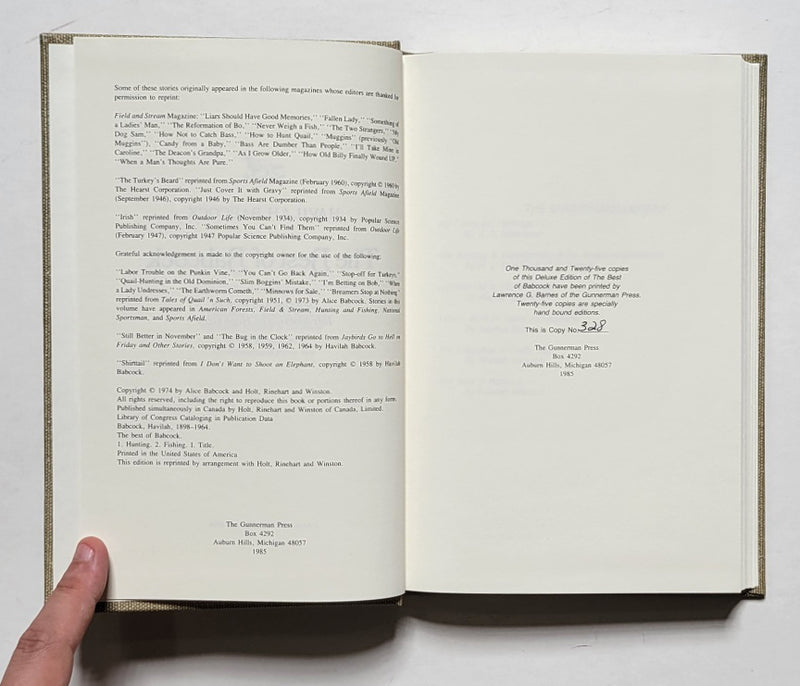 Some of these stories originally appeared in the following magazines whose editors are thanked by
permission to reprint:
Field and Stream Magazine: "Liars Should Have Good Memories," "Fallen Lady," "Something of
a Ladies' Man," "The Reformation of Bo," "Never Weigh a Fish," "The Two Strangers," "My
Dog Sam," "How Not to Catch Bass," "How to Hunt Quail," "Muggins" (previously "Old
Muggins"), "Candy from a Baby," "Bass Are Dumber Than People," "I'll Take Mine in
Caroline," "The Deacon's Grandpa," "As I Grow Older," "How Old Billy Finally Wound UP,"
"When a Man's Thoughts Are Pure."
"The Turkey's Beard" reprinted from Sports Afield Magazine (February 1960), copyright © 1960 by
The Hearst Corporation. "Just Cover It with Gravy" reprinted from Sports Afield Magazine
(September 1946), copyright 1946 by The Hearst Corporation.
"Irish" reprinted from Outdoor Life (November 1934), copyright 1934 by Popular Science
Publishing Company, Inc. "Sometimes You Can't Find Them" reprinted from Outdoor Life
(February 1947), copyright 1947 Popular Science Publishing Company, Inc.
Grateful acknowledgement is made to the copyright owner for the use of the following:
"Labor Trouble on the Punkin Vine," "You Can't Go Back Again," "Stop-off for Turkey,"
"Quail-Hunting in the Old Dominion," "Slim Boggins' Mistake," "I'm Betting on Bob," "When
a Lady Undresses," "The Earthworm Cometh," "Minnows for Sale," "Breamers Stop at Nothing"
reprinted from Tales of Quail 'n Such, copyright 1951, © 1973 by Alice Babcock. Stories in this
volume have appeared in American Forests, Field & Stream, Hunting and Fishing, National
Sportsman, and Sports Afield.
"Still Better in November" and "The Bug in the Clock" reprinted from Jaybirds Go to Hell on
Friday and Other Stories, copyright © 1958, 1959, 1962, 1964 by Havilah Babcock.
"Shirttail" reprinted from I Don't Want to Shoot an Elephant, copyright © 1958 by Havilah
Babcock.
Copyright © 1974 by Alice Babcock and Holt, Rinehart and Winston.
All rights reserved, including the right to reproduce this book or portions thereof in any form.
Published simultaneously in Canada by Holt, Rinehart and Winston of Canada, Limited.
Library of Congress Cataloging in Publication Data
Babcock, Havilah, 1898-1964.
The best of Babcock.
1. Hunting. 2. Fishing. 1. Title.
Printed in the United States of America
This edition is reprinted by arrangement with Holt, Rinehart and Winston.
The Gunnerman Press
Box 4292
Auburn Hills, Michigan 48057
1985
One Thousand and Twenty-five copies
of this Deluxe Edition of The Best
of Babcock have been printed by
Lawrence G. Barnes of the Gunnerman Press.
Twenty-five copies are specially
hand bound editions.
This is Copy No. 328
The Gunnerman Press
Box 4292
Auburn Hills, Michigan 48057
1985